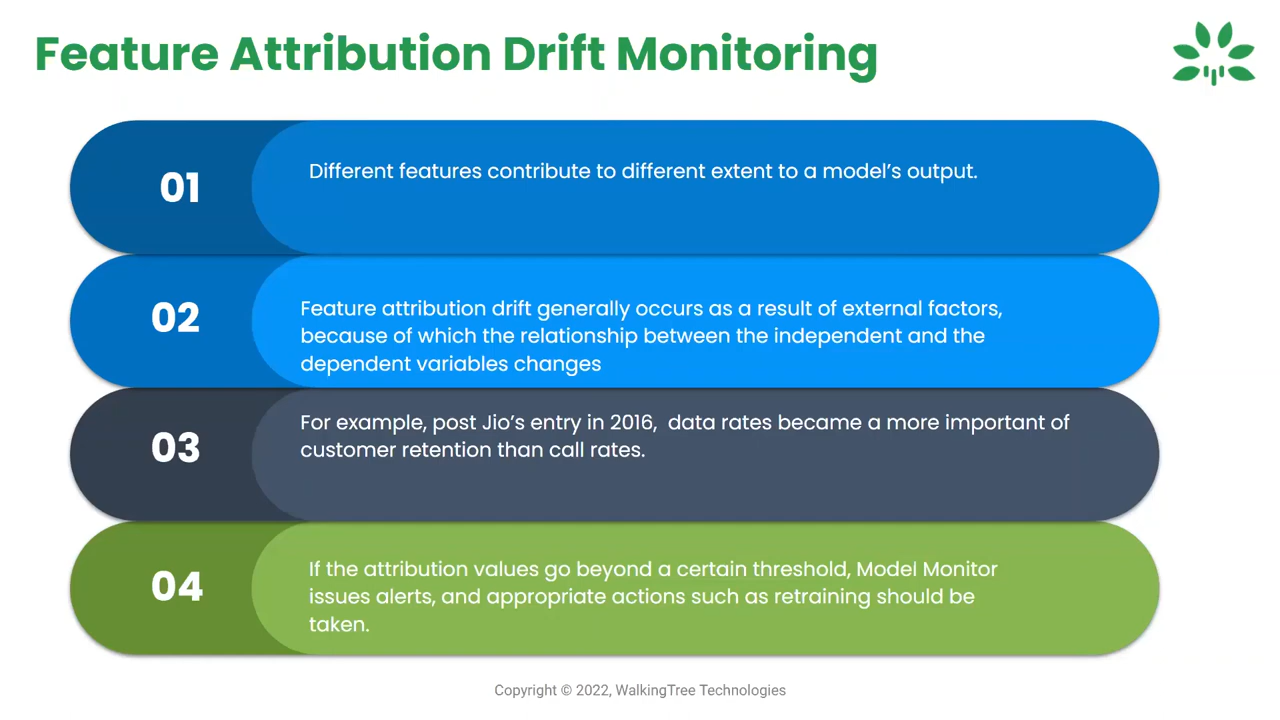 Feature Attribution Drift Monitoring
01
Different features contribute to different extent to a model's output.
02
Feature attribution drift generally occurs as a result of external factors,
because of which the relationship between the independent and the
dependent variables changes
03
For example, post Jio's entry in 2016,  data rates became a more important of
customer retention than call rates.
04
If the attribution values go beyond a certain threshold, Model Monitor
issues alerts, and appropriate actions such as retraining should be
taken.
Copyright © 2022, WalkingTree Technologies